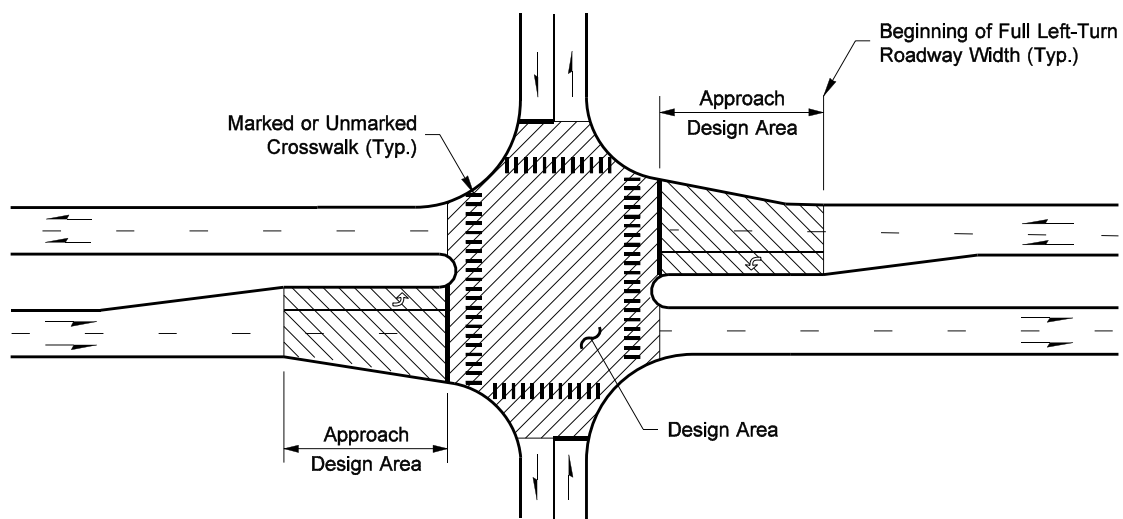 Beginning of Full Left-Turn
Roadway Width (Typ.)
Approach
Design Area
Marked or Unmarked
Crosswalk (Typ.)
Design Area
Approach
Design Area